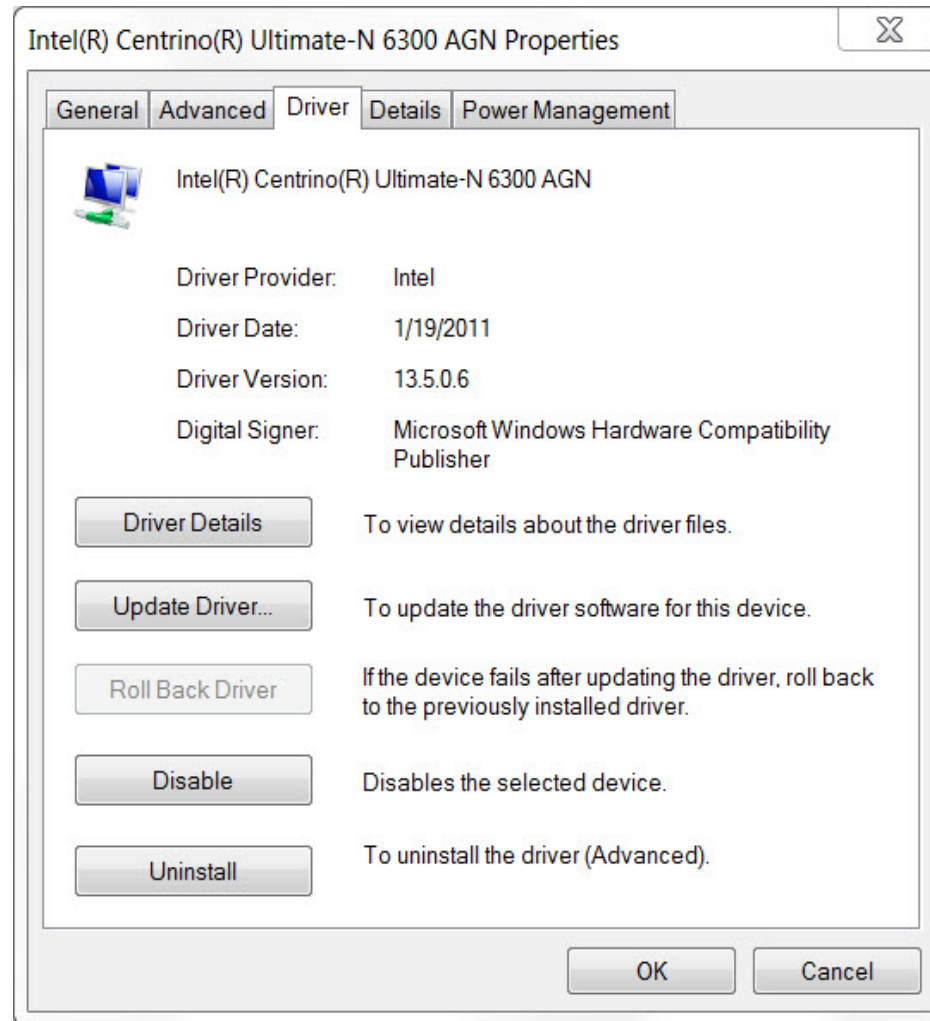 Intel(R) Centrino(R) Ultimate-N 6300 AGN Properties
General Advanced Driver Details Power Management
Intel(R) Centrino(R) Ultimate-N 6300 AGN
Driver Provider: Intel
Driver Date: 1/19/2011
Driver Version: 13.5.0.6
Digital Signer: Microsoft Windows Hardware Compatibility
Publisher
Driver Details To view details about the driver files.
Update Driver... To update the driver software for this device.
Roll Back Driver If the device fails after updating the driver, roll back
to the previously installed driver.
Disable Disables the selected device.
Uninstall To uninstall the driver (Advanced).
OK Cancel